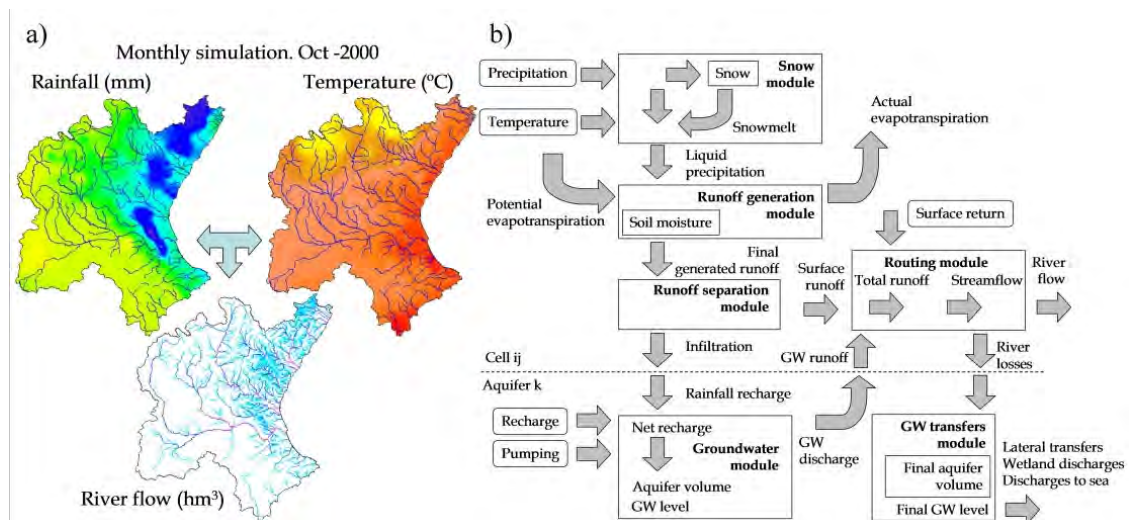 a)
Monthly simulation. Oct -2000
Rainfall (mm)
Temperature (ºC)
River flow (hm³)
b)
Precipitation
Temperature
Snow
Snow
module
Snowmelt
Actual
evapotranspiration
Liquid
precipitation
Potential
evapotranspiration
Runoff generation
module
Soil moisture
Surface return
Final
generated runoff
Runoff separation
module
Surface
runoff
Routing module
Total runoff
Streamflow
River
flow
Infiltration
GW runoff
River
losses
Cell ij
Aquifer k
Rainfall recharge
Recharge
Pumping
Net recharge
Groundwater
module
Aquifer volume
GW level
GW
discharge
GW transfers
module
Final aquifer
volume
Final GW level
Lateral transfers
Wetland discharges
Discharges to sea